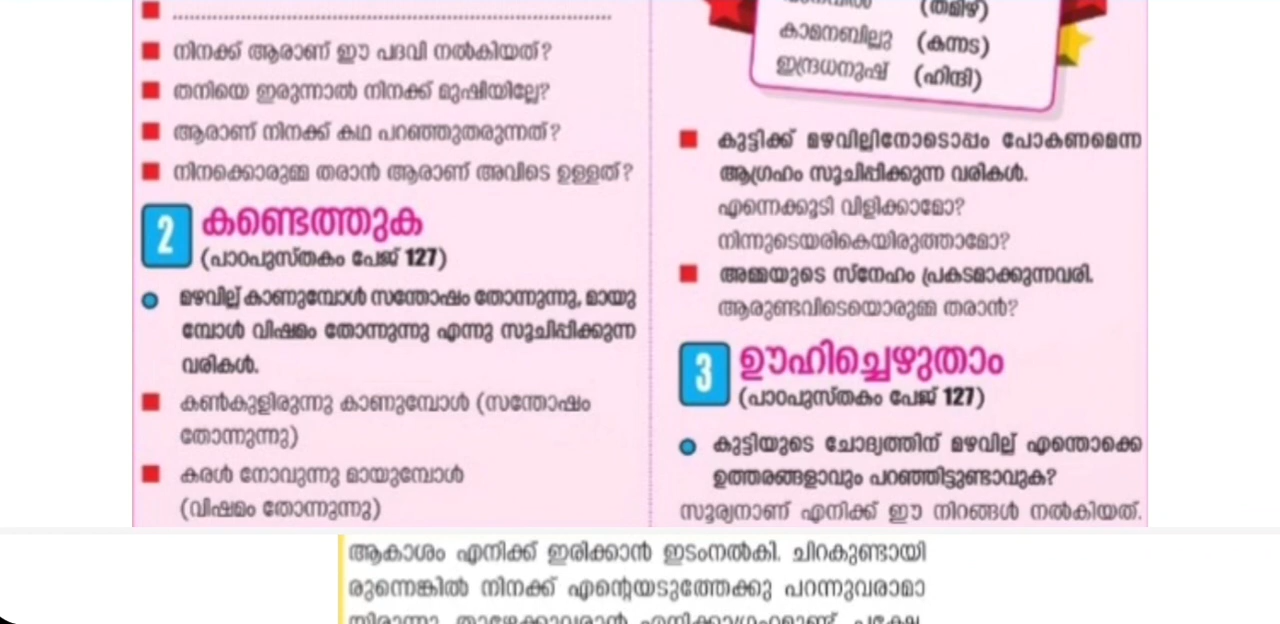 നിനക്ക് ആരാണ് ഈ പദവി നൽകിയത്?
തനിയെ ഇരുന്നാൽ നിനക്ക് മുഷിയില്ലേ?
ആരാണ് നിനക്ക് കഥ പറഞ്ഞുതരുന്നത്?
നിനക്കൊരുമ്മ തരാൻ ആരാണ് അവിടെ ഉള്ളത്?
2 കണ്ടെത്തുക
(പാഠപുസ്തകം പേജ് 127)
മഴവില്ല് കാണുമ്പോൾ സന്തോഷം തോന്നുന്നു, മായു
മ്പോൾ വിഷമം തോന്നുന്നു എന്നു സൂചിപ്പിക്കുന്ന
വരികൾ.
കൺകുളിരുന്നു കാണുമ്പോൾ (സന്തോഷം
തോന്നുന്നു)
കരൾ നോവുന്നു മായുമ്പോൾ
(വിഷമം തോന്നുന്നു)
(തമിഴ്)
കാമനബില്ലു (കന്നട)
ഇന്ദ്രധനുഷ് (ഹിന്ദി)
കുട്ടിക്ക് മഴവില്ലിനോടൊപ്പം പോകണമെന്ന
ആഗ്രഹം സൂചിപ്പിക്കുന്ന വരികൾ.
എന്നെക്കൂടി വിളിക്കാമോ?
നിന്നുടെയരികെയിരുത്താമോ?
അമ്മയുടെ സ്നേഹം പ്രകടമാക്കുന്നവരി.
ആരുണ്ടവിടെയൊരുമ്മ തരാൻ?
3 ഊഹിച്ചെഴുതാം
(പാഠപുസ്തകം പേജ് 127)
കുട്ടിയുടെ ചോദ്യത്തിന് മഴവില്ല് എന്തൊക്കെ
ഉത്തരങ്ങളാവും പറഞ്ഞിട്ടുണ്ടാവുക?
സൂര്യനാണ് എനിക്ക് ഈ നിറങ്ങൾ നൽകിയത്.
ആകാശം എനിക്ക് ഇരിക്കാൻ ഇടംനൽകി. ചിറകുണ്ടായി
രുന്നെങ്കിൽ നിനക്ക് എന്റെയടുത്തേക്കു പറന്നുവരാമാ